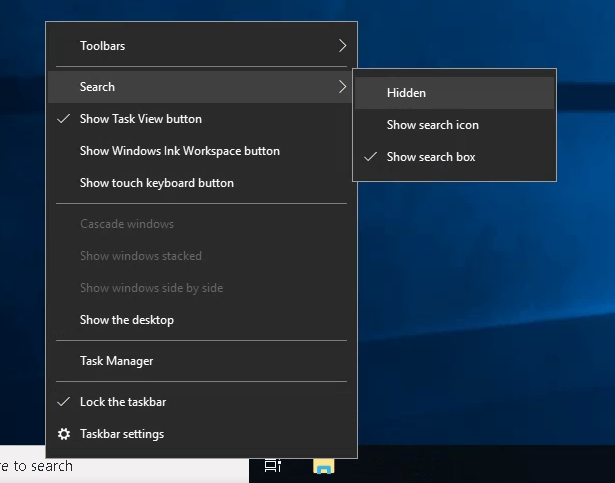 Toolbars
Search
Hidden
Show search icon
Show search box
Show Task View button
Show Windows Ink Workspace button
Show touch keyboard button
Cascade windows
Show windows stacked
Show windows side by side
Show the desktop
Task Manager
Lock the taskbar
Taskbar settings
re to search